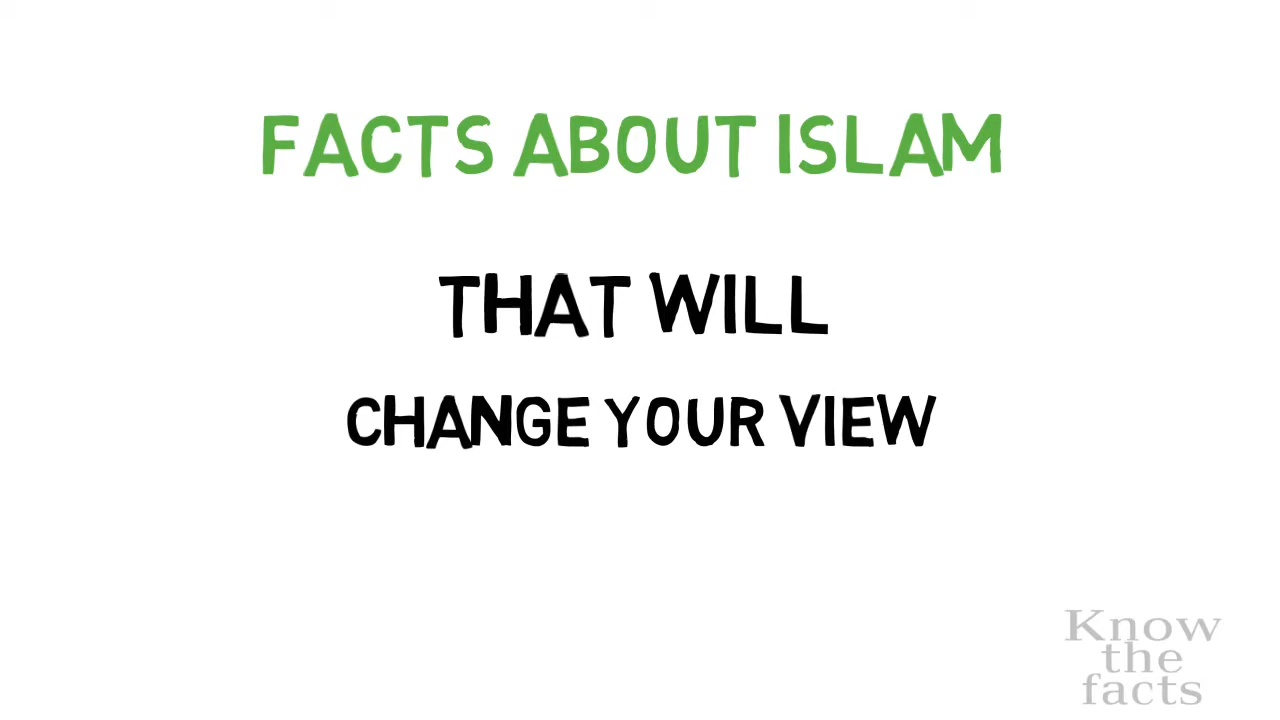 FACTS ABOUT ISLAM
THAT WILL
CHANGE YOUR VIEW
Know
the
facts